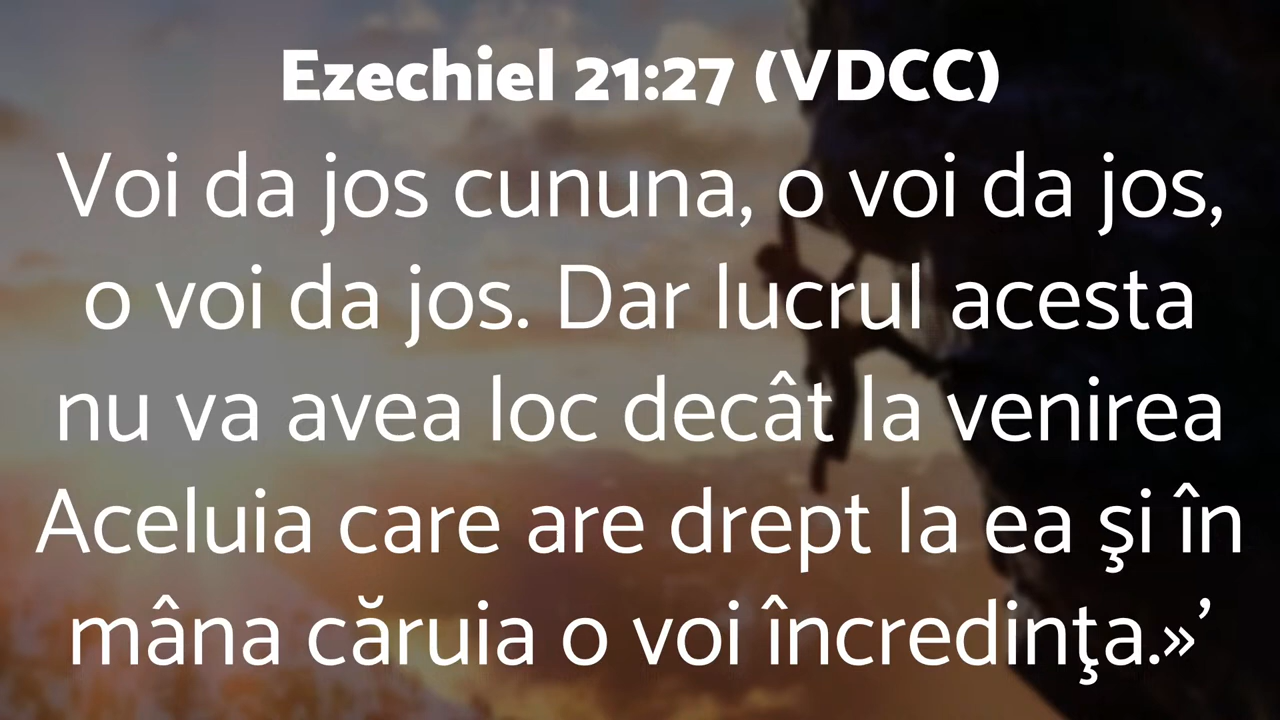 Ezechiel 21:27 (VDCC)
Voi da jos cununa, o voi da jos,
o voi da jos. Dar lucrul acesta
nu va avea loc decât la venirea
Aceluia care are drept la ea şi în
mâna căruia o voi încredinţa.»’